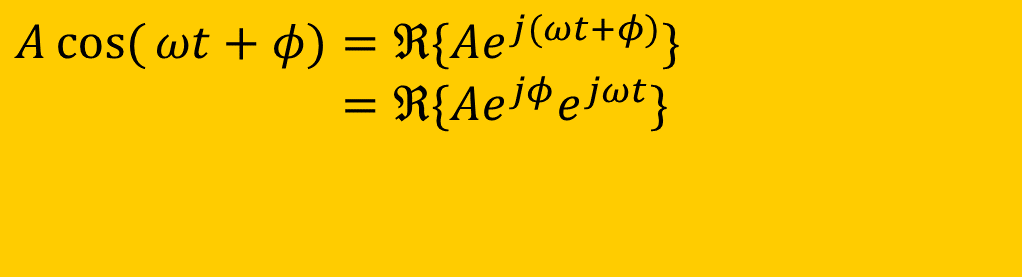 A cos( ωt + ϕ) = ℜ{Ae^{j(ωt+ϕ)}}
= ℜ{Ae^{jϕ}e^{jωt}}